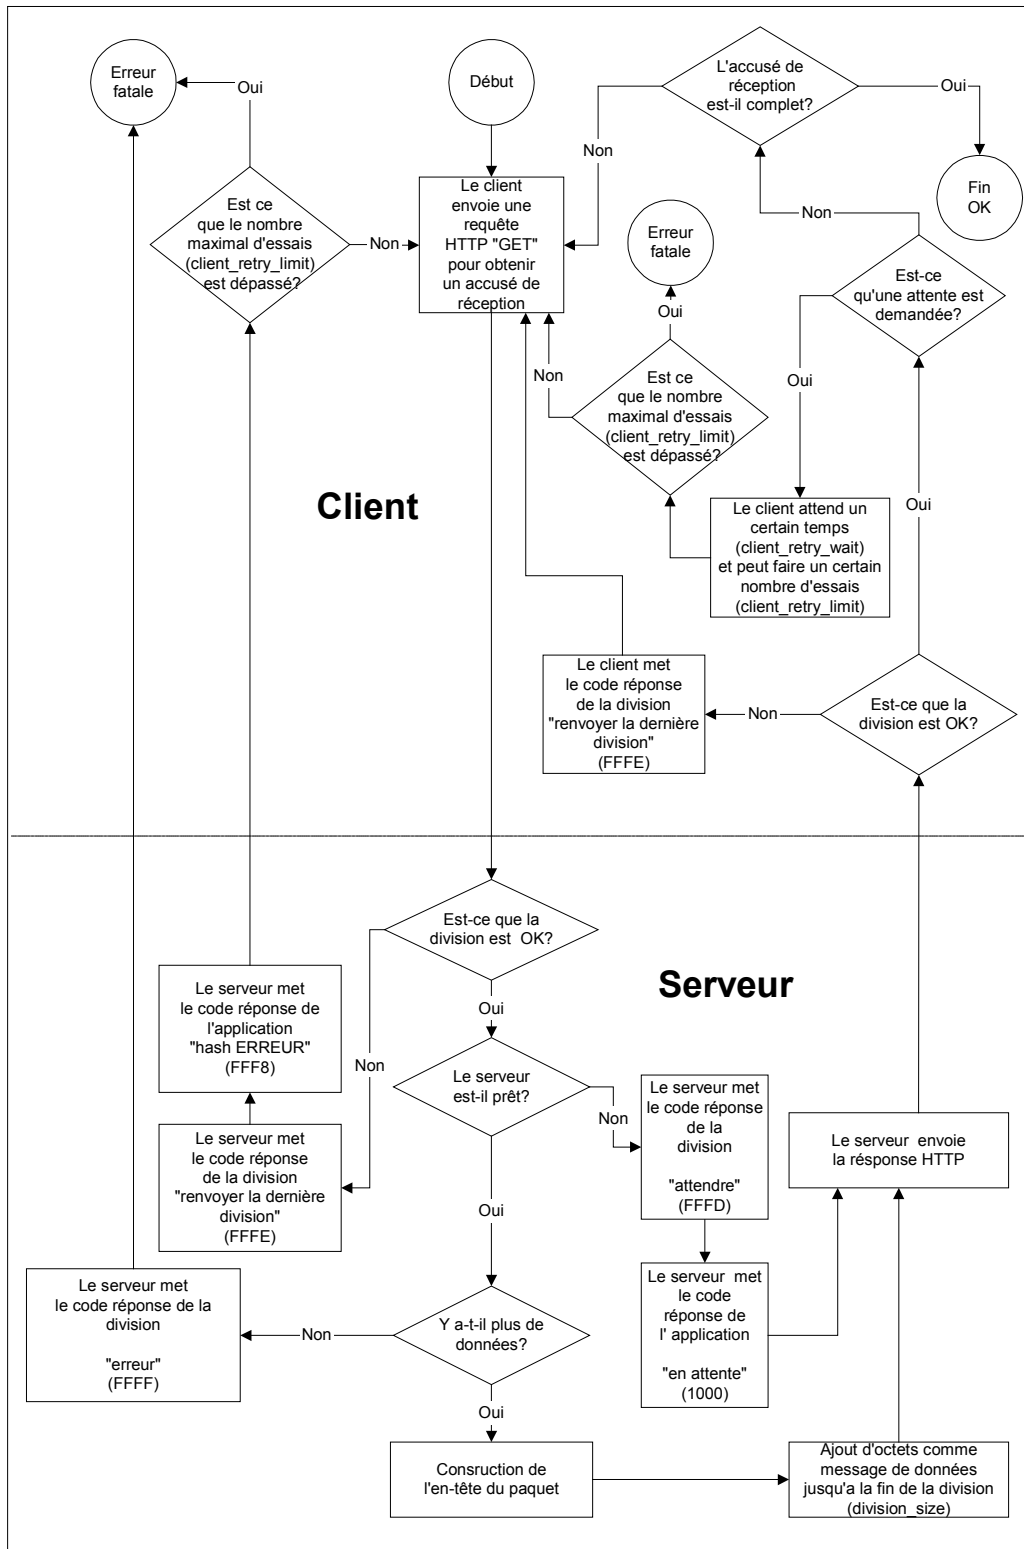 Erreur
fatale
Oui
Début
L'accusé de
réception
est-il complet?
Oui
Non
Fin
OK
Est ce
que le nombre
maximal d'essais
(client_retry_limit)
est dépassé?
Non
Le client
envoie une
requête
HTTP "GET"
pour obtenir
un accusé de
réception
Erreur
fatale
Non
Est-ce
qu'une attente est
demandée?
Oui
Non
Est ce
que le nombre
maximal d'essais
(client_retry_limit)
est dépassé?
Oui
Client
Le client attend un
certain temps
(client_retry_wait)
et peut faire un certain
nombre d'essais
(client_retry_limit)
Oui
Le client met
le code réponse
de la division
"renvoyer la dernière
division"
(FFFE)
Non
Est-ce que la
division est OK?
Est-ce que la
division est  OK?
Serveur
Le serveur met
le code réponse de
l'application
"hash ERREUR"
(FFF8)
Oui
Non
Le serveur
est-il prêt?
Non
Le serveur met
le code réponse
de la
division
"attendre"
(FFFD)
Le serveur  envoie
la résponse HTTP
Le serveur met
le code réponse
de la division
"renvoyer la dernière
division"
(FFFE)
Oui
Le serveur met
le code réponse de la
division
"erreur"
(FFFF)
Non
Y a-t-il plus de
données?
Le serveur  met
le code
réponse de
l' application
"en attente"
(1000)
Oui
Consruction de
l'en-tête du paquet
Ajout d'octets comme
message de données
jusqu'a la fin de la division
(division_size)